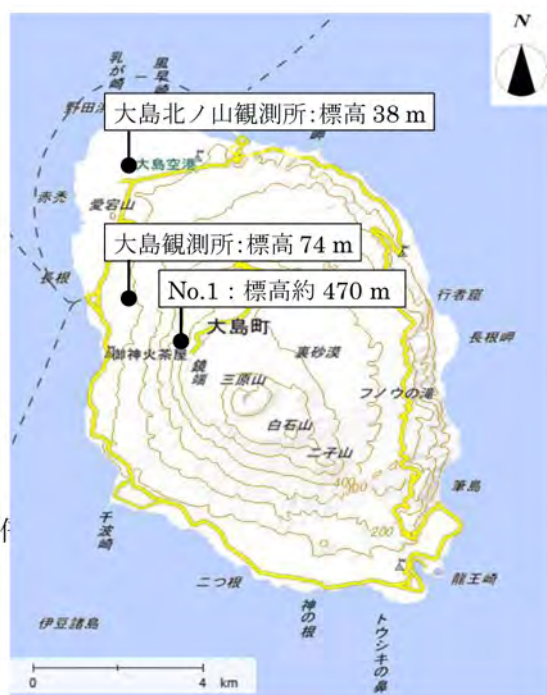 N
乳が崎
風早崎
野田浜
大島北ノ山観測所:標高 38 m
岬
大島空港
赤禿
愛宕山
大島観測所:標高 74 m
長根
No.1：標高約 470 m
行者窟
長根岬
大島町
御神火茶屋
鏡端
裏砂漠
三原山
フノウの滝
白石山
二子山
400
300
200
筆島
千波崎
龍王崎
二つ根
神の根
トウシキの鼻
伊豆諸島
0 4 km